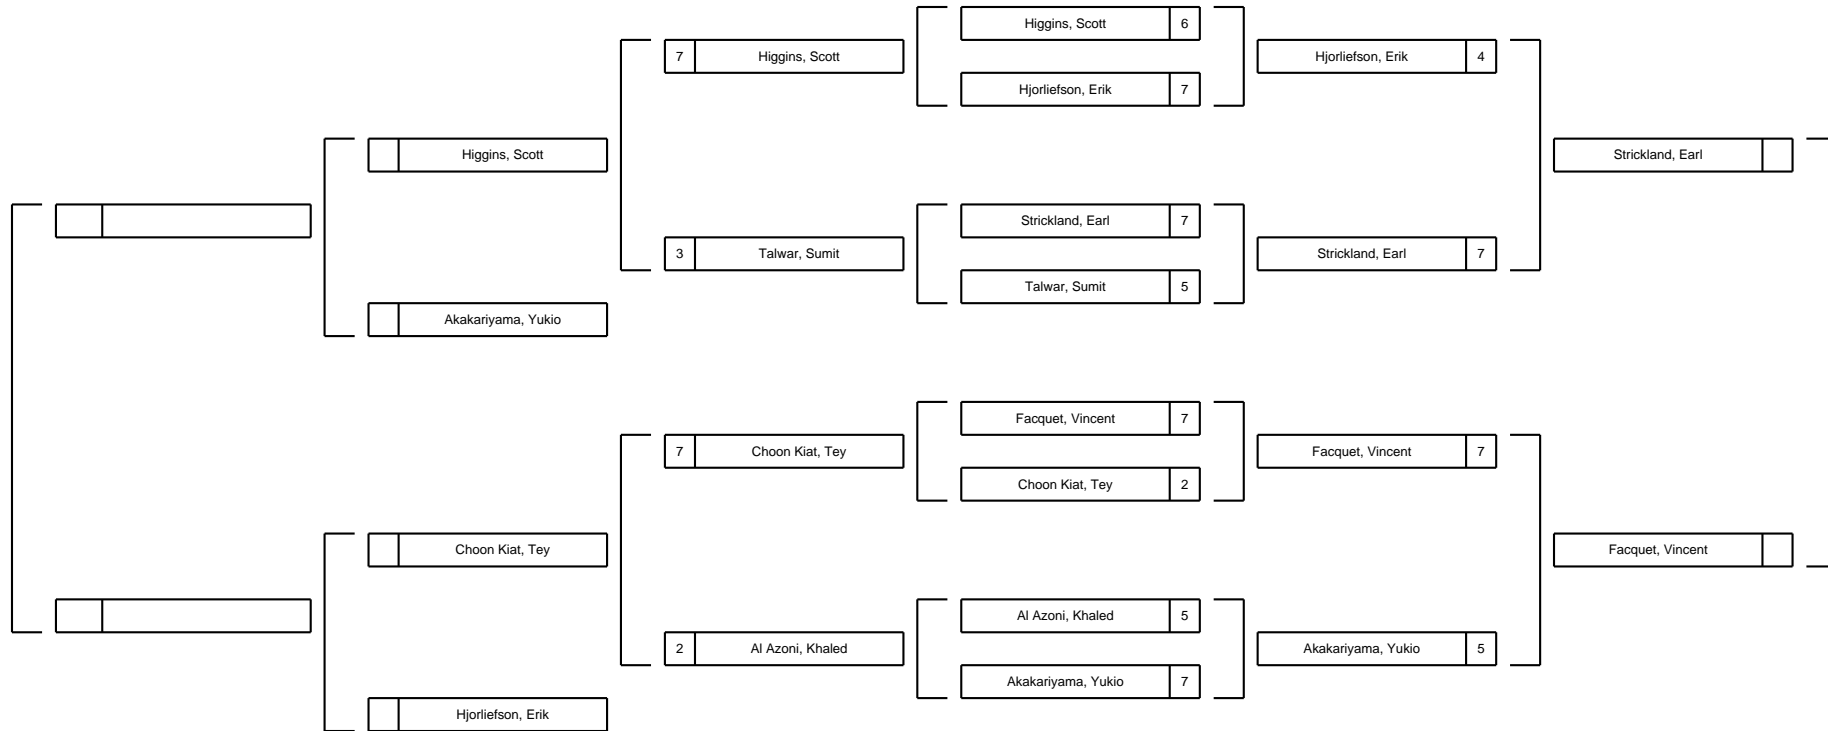 Higgins, Scott 6
7 Higgins, Scott
Hjorliefson, Erik 4
Hjorliefson, Erik 7
Higgins, Scott
Strickland, Earl
Strickland, Earl 7
3 Talwar, Sumit
Strickland, Earl 7
Talwar, Sumit 5
Akakariyama, Yukio
Facquet, Vincent 7
7 Choon Kiat, Tey
Facquet, Vincent 7
Choon Kiat, Tey 2
Choon Kiat, Tey
Facquet, Vincent
Al Azoni, Khaled 5
2 Al Azoni, Khaled
Akakariyama, Yukio 5
Akakariyama, Yukio 7
Hjorliefson, Erik